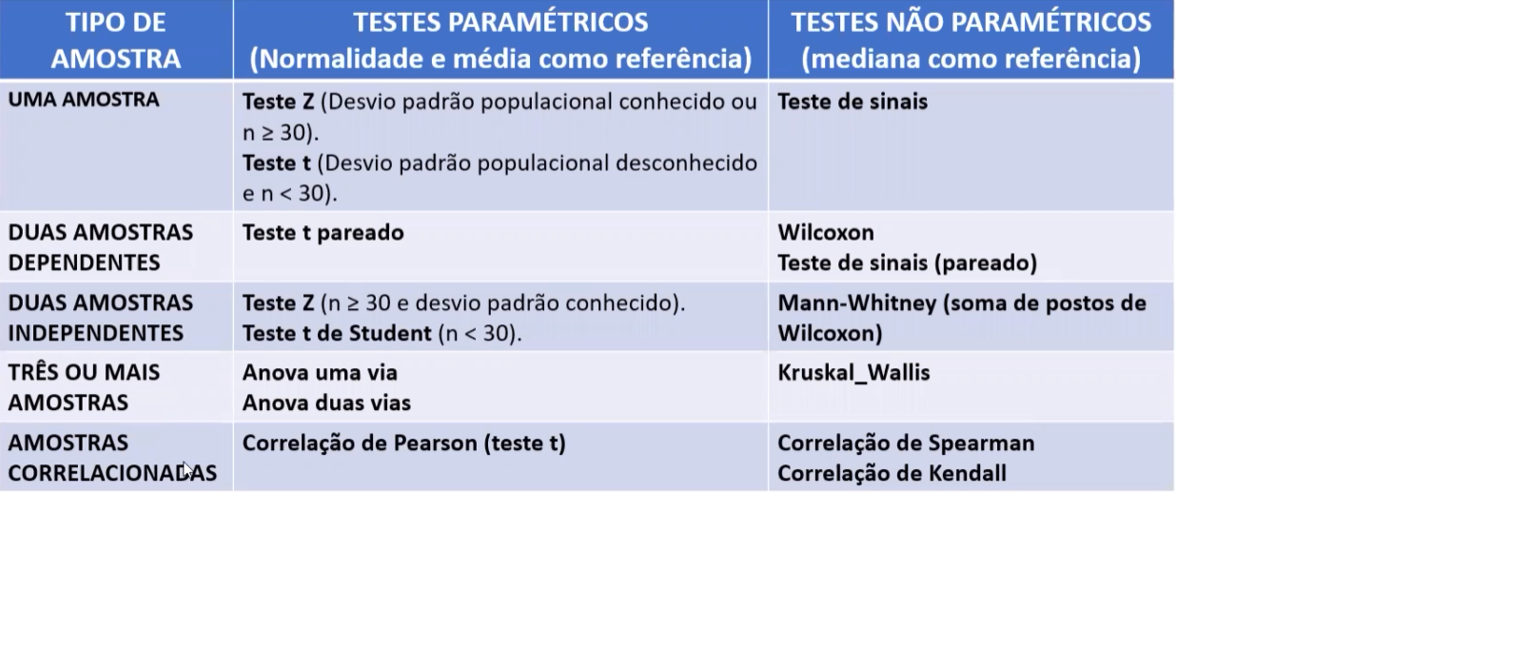 TIPO DE
AMOSTRA
TESTES PARAMÉTRICOS
(Normalidade e média como referência)
TESTES NÃO PARAMÉTRICOS
(mediana como referência)
UMA AMOSTRA
Teste Z (Desvio padrão populacional conhecido ou
n ≥ 30).
Teste t (Desvio padrão populacional desconhecido
e n < 30).
Teste de sinais
DUAS AMOSTRAS
DEPENDENTES
Teste t pareado
Wilcoxon
Teste de sinais (pareado)
DUAS AMOSTRAS
INDEPENDENTES
Teste Z (n ≥ 30 e desvio padrão conhecido).
Teste t de Student (n < 30).
Mann-Whitney (soma de postos de
Wilcoxon)
TRÊS OU MAIS
AMOSTRAS
Anova uma via
Anova duas vias
Kruskal_Wallis
AMOSTRAS
CORRELACIONADAS
Correlação de Pearson (teste t)
Correlação de Spearman
Correlação de Kendall